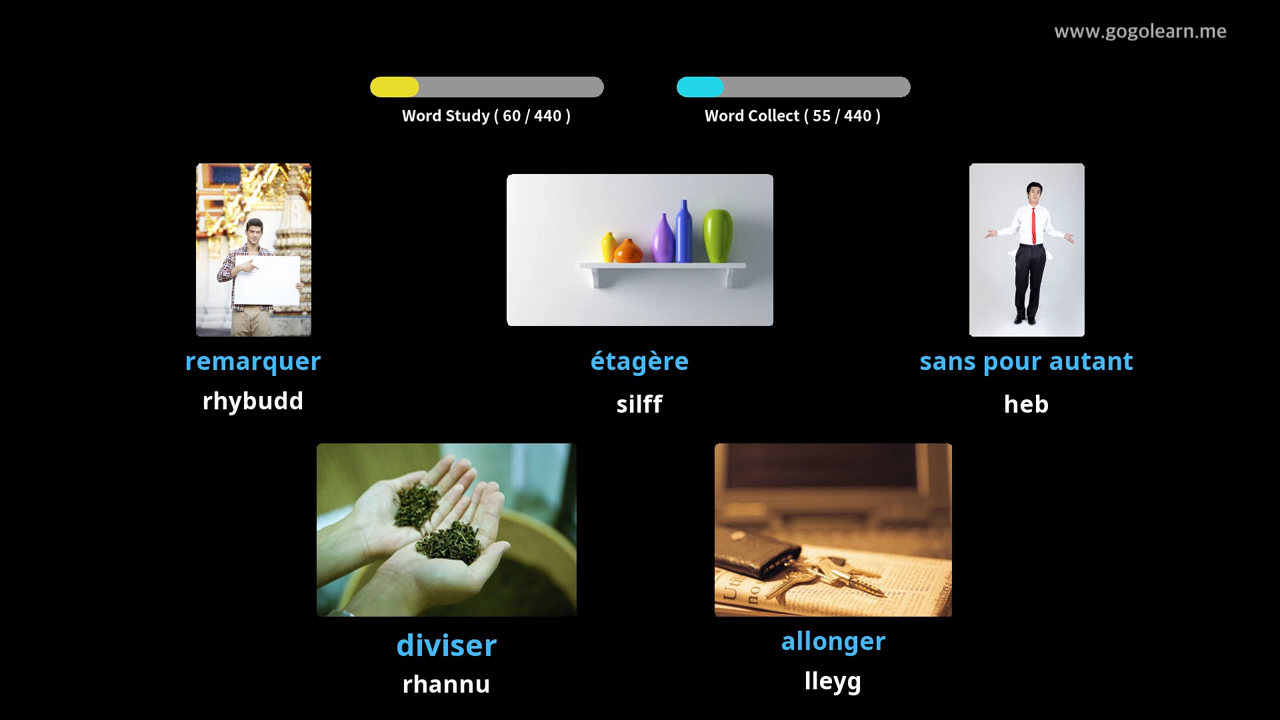 www.gogolearn.me
Word Study ( 60 / 440 )
Word Collect ( 55 / 440 )
remarquer
rhybudd
étagère
silff
sans pour autant
heb
diviser
rhannu
allonger
lleyg